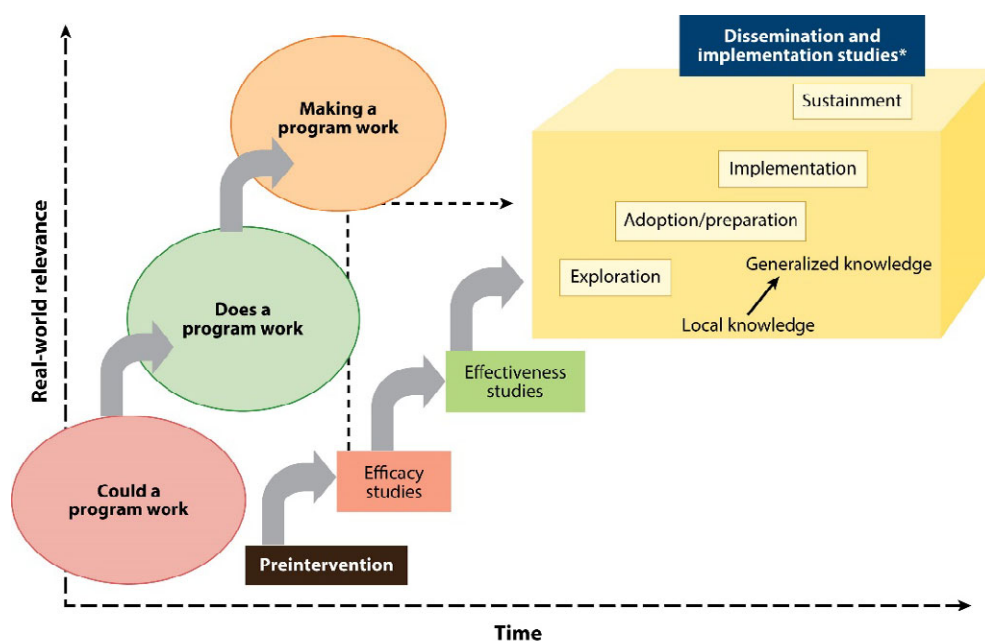 Dissemination and
implementation studies*
Sustainment
Making a
program work
Implementation
Adoption/preparation
Generalized knowledge
Exploration
Local knowledge
Does a
program work
Effectiveness
studies
Efficacy
studies
Could a
program work
Preintervention
Real-world relevance
Time